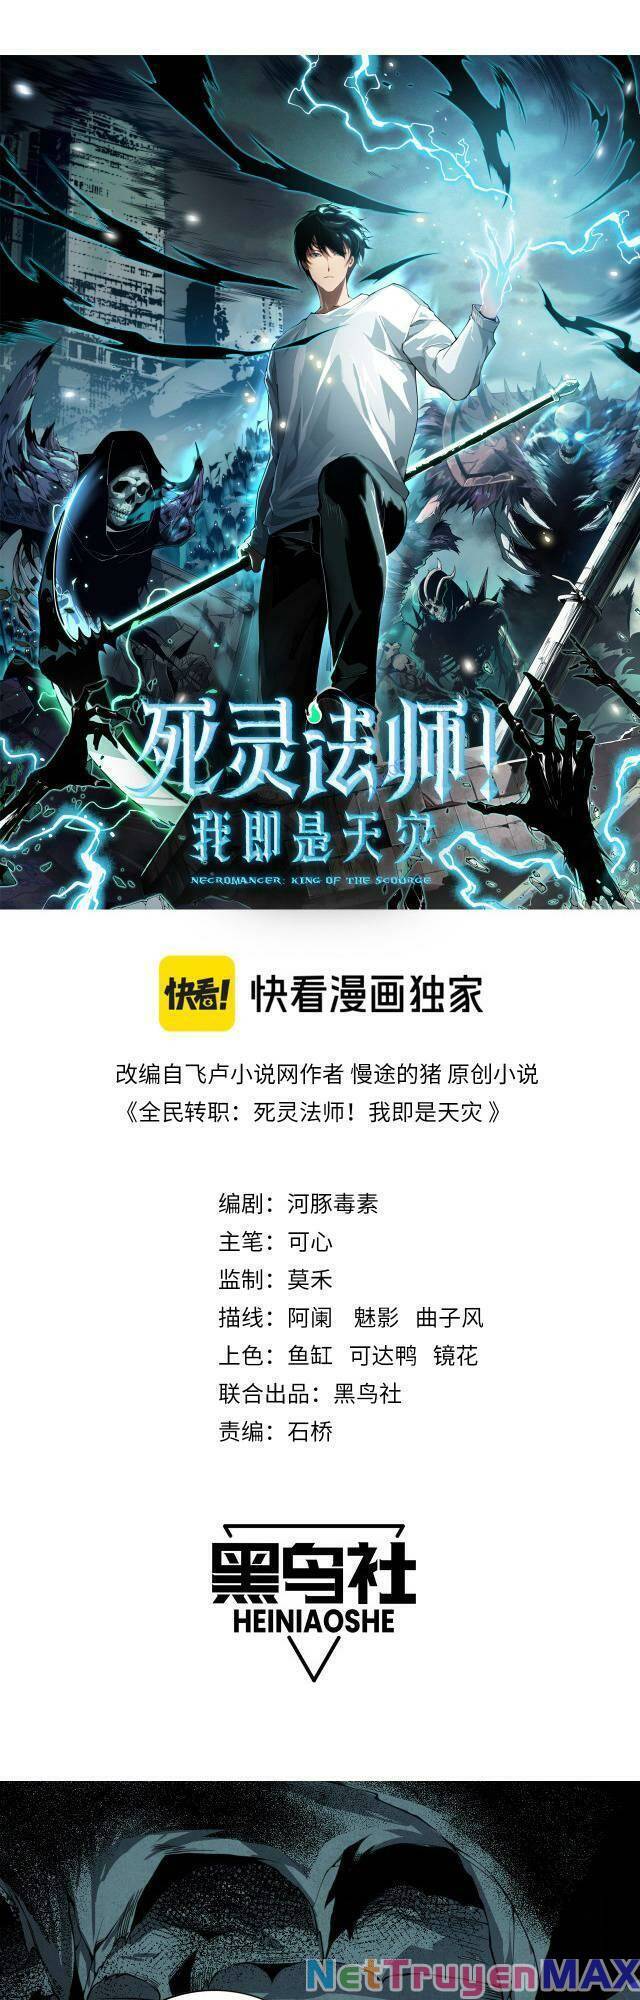 死灵法师！
我即是天灾
NECROMANCER: KING OF THE SCOURGE
快看! 快看漫画独家
改编自飞卢小说网作者 慢途的猪 原创小说
《全民转职：死灵法师！我即是天灾 》
编剧：河豚毒素
主笔：可心
监制：莫禾
描线：阿阑 魅影 曲子风
上色：鱼缸 可达鸭 镜花
联合出品：黑鸟社
责编：石桥
黑鸟社
HEINIAOSHE
NetTruyenMAX